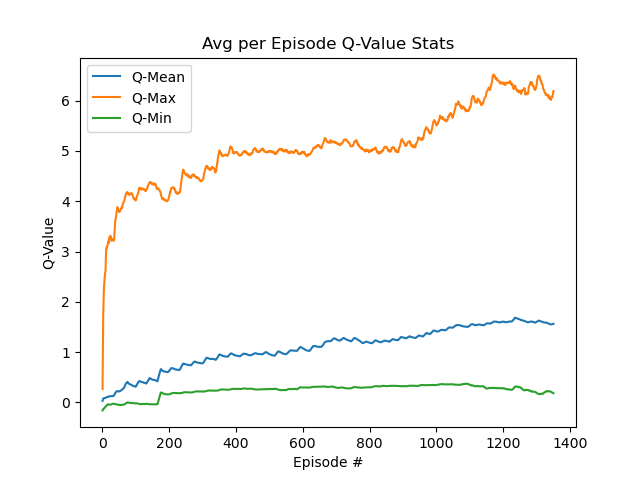 Avg per Episode Q-Value Stats
Q-Mean
Q-Max
Q-Min
Q-Value
6
5
4
3
2
1
0
0 200 400 600 800 1000 1200 1400
Episode #